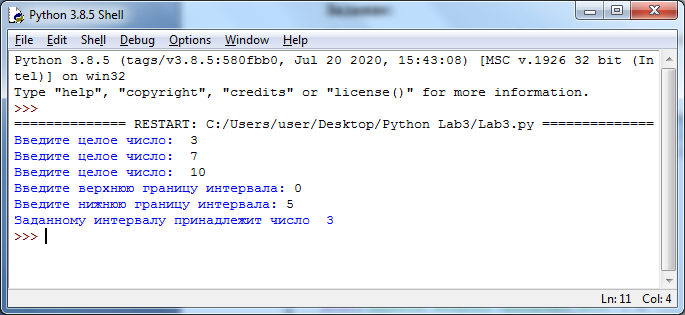 Задание:
Python 3.8.5 Shell
File Edit Shell Debug Options Window Help
Python 3.8.5 (tags/v3.8.5:580fbb0, Jul 20 2020, 15:43:08) [MSC v.1926 32 bit (In
tel)] on win32
Type "help", "copyright", "credits" or "license()" for more information.
>>>
============== RESTART: C:/Users/user/Desktop/Python Lab3/Lab3.py ==============
Введите целое число:  3
Введите целое число:  7
Введите целое число:  10
Введите верхнюю границу интервала: 0
Введите нижнюю границу интервала: 5
Заданному интервалу принадлежит число  3
>>>
Ln: 11 Col: 4